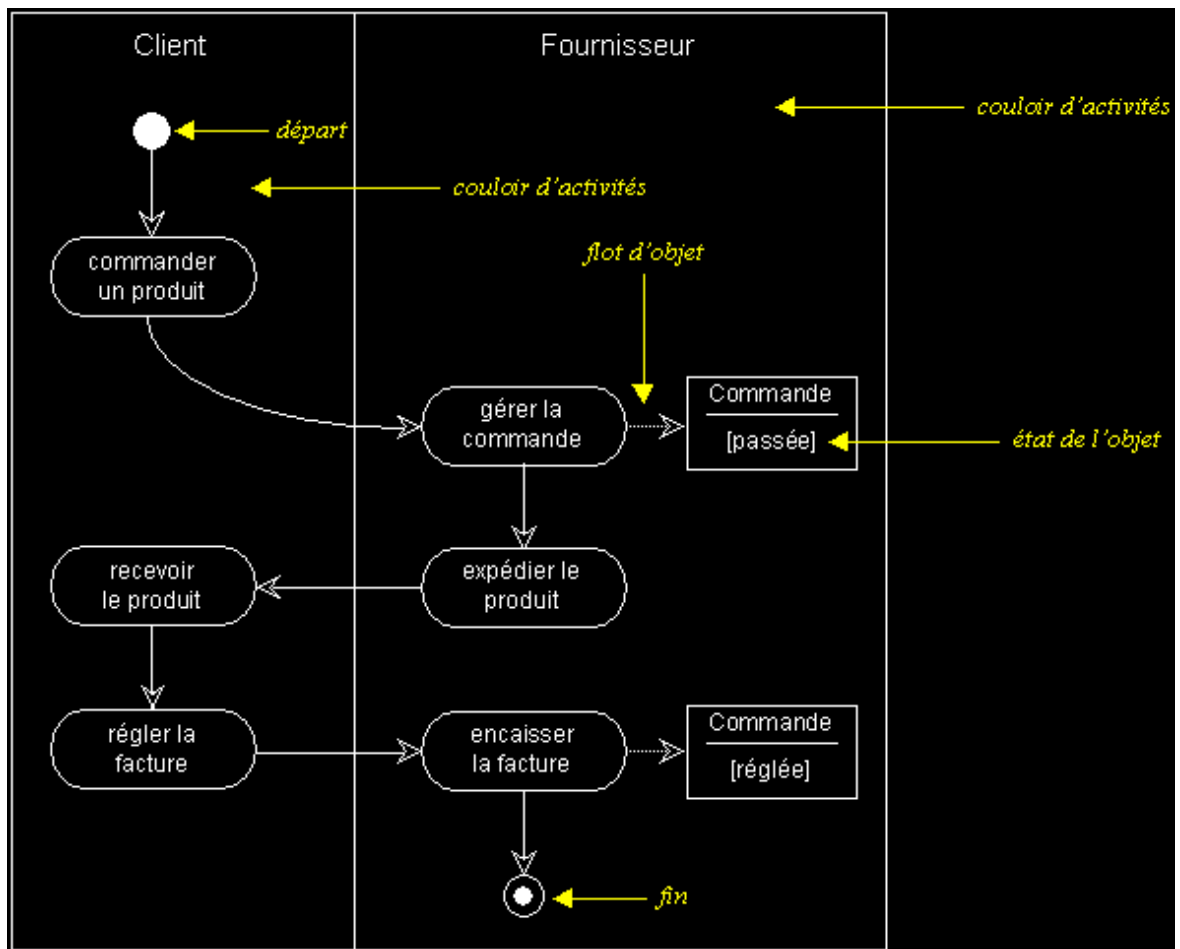 Client
Fournisseur
couloir d'activités
départ
couloir d'activités
commander
un produit
flot d'objet
gérer la
commande
Commande
[passée]
état de l'objet
recevoir
le produit
expédier le
produit
régler la
facture
encaisser
la facture
Commande
[réglée]
fin